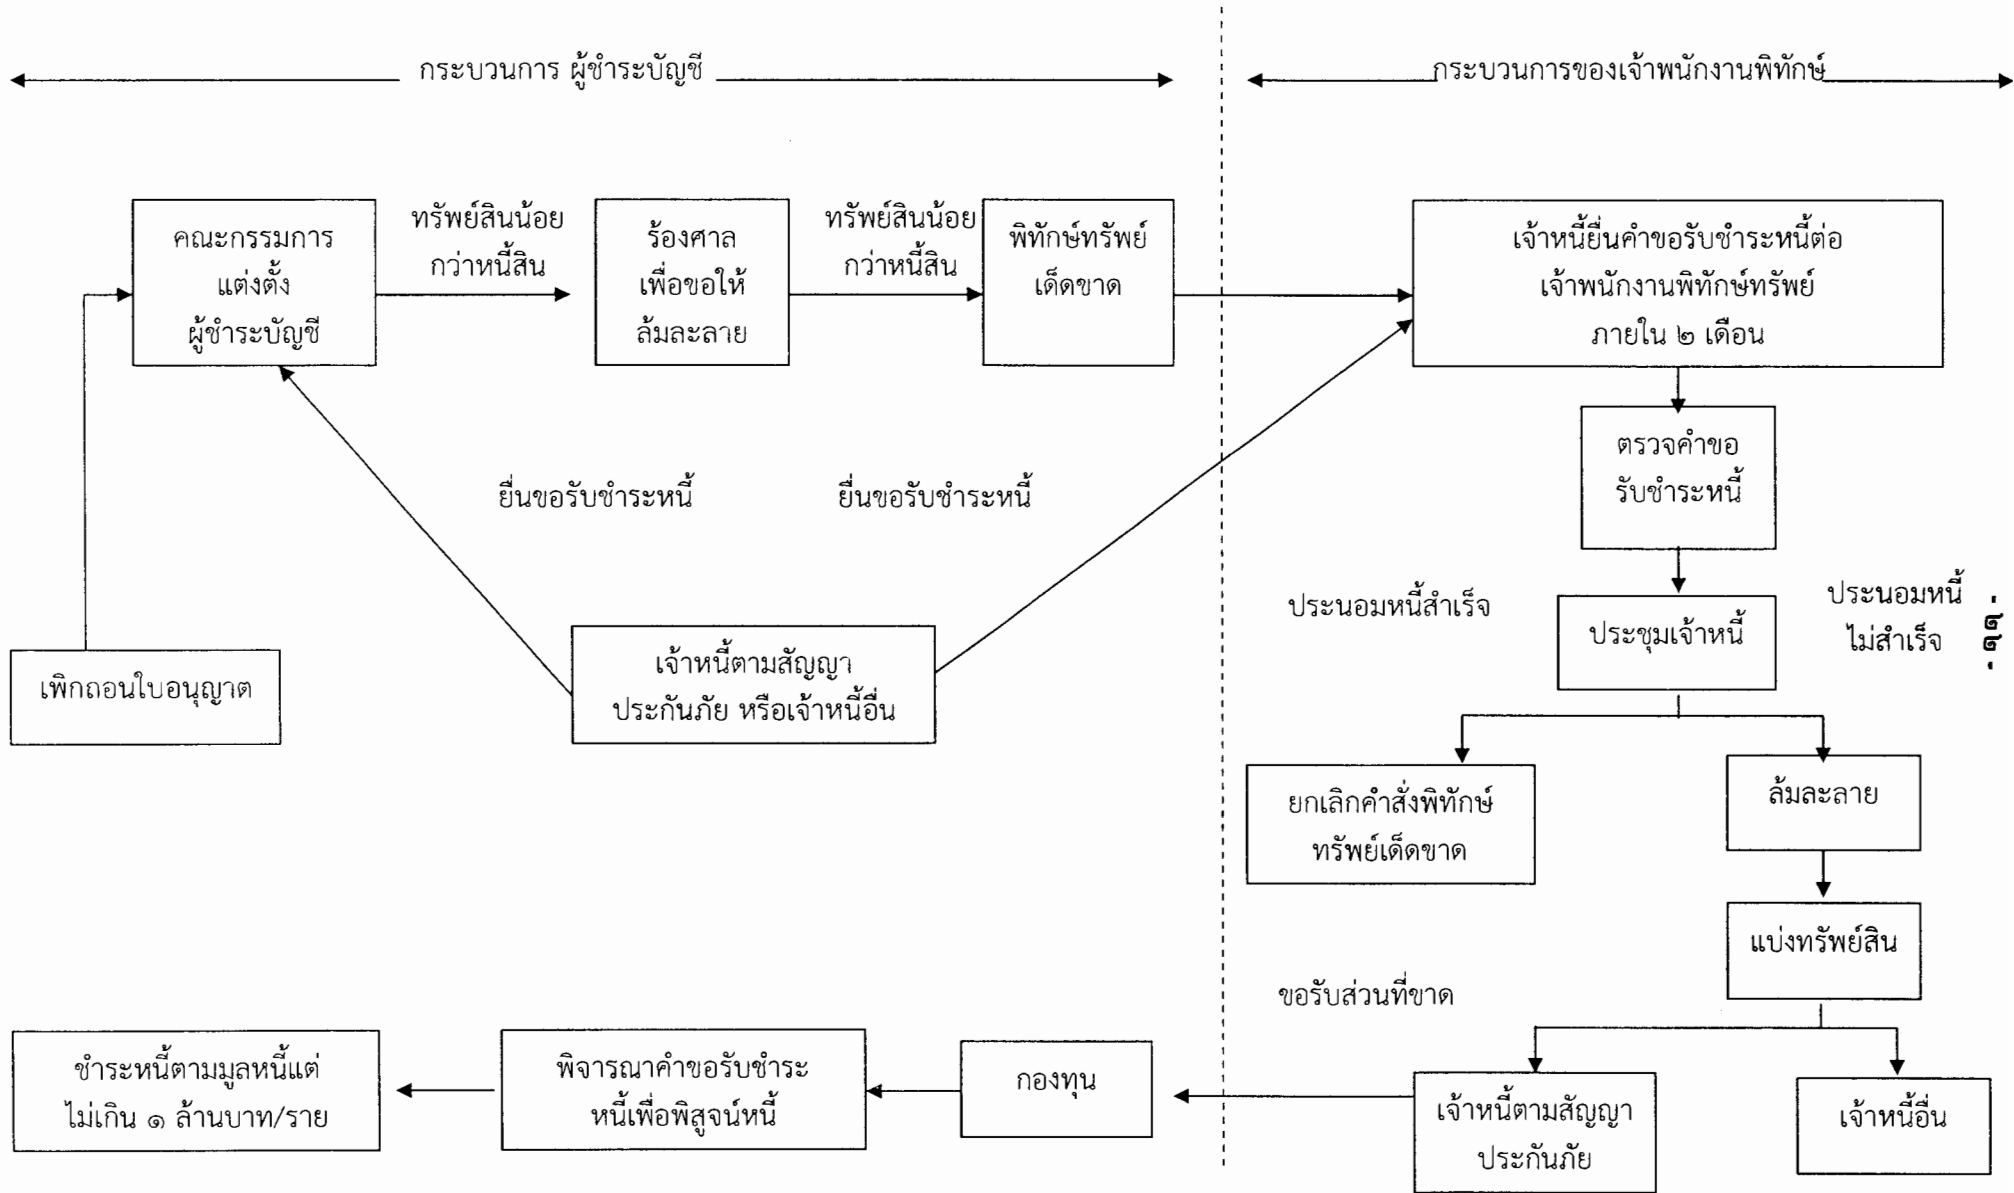 กระบวนการ ผู้ชำระบัญชี
กระบวนการของเจ้าพนักงานพิทักษ์
คณะกรรมการ
แต่งตั้ง
ผู้ชำระบัญชี
ทรัพย์สินน้อย
กว่าหนี้สิน
ร้องศาล
เพื่อขอให้
ล้มละลาย
ทรัพย์สินน้อย
กว่าหนี้สิน
พิทักษ์ทรัพย์
เด็ดขาด
เจ้าหนี้ยื่นคำขอรับชำระหนี้ต่อ
เจ้าพนักงานพิทักษ์ทรัพย์
ภายใน ๒ เดือน
ตรวจคำขอ
รับชำระหนี้
ยื่นขอรับชำระหนี้
ยื่นขอรับชำระหนี้
ประนอมหนี้สำเร็จ
ประชุมเจ้าหนี้
ประนอมหนี้
ไม่สำเร็จ
- ๒๒ -
เพิกถอนใบอนุญาต
เจ้าหนี้ตามสัญญา
ประกันภัย หรือเจ้าหนี้อื่น
ยกเลิกคำสั่งพิทักษ์
ทรัพย์เด็ดขาด
ล้มละลาย
แบ่งทรัพย์สิน
ขอรับส่วนที่ขาด
ชำระหนี้ตามมูลหนี้แต่
ไม่เกิน ๑ ล้านบาท/ราย
พิจารณาคำขอรับชำระ
หนี้เพื่อพิสูจน์หนี้
กองทุน
เจ้าหนี้ตามสัญญา
ประกันภัย
เจ้าหนี้อื่น